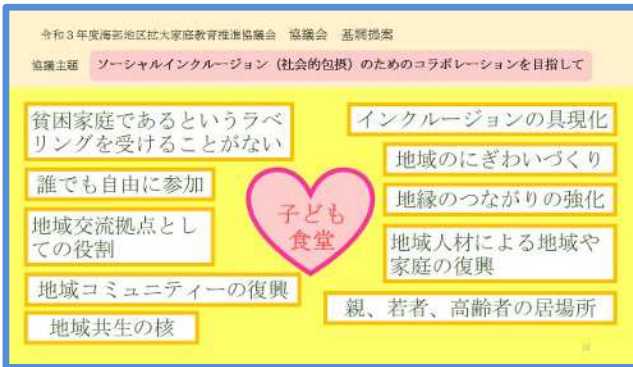 令和３年度海部地区拡大家庭教育推進協議会　協議会　基調提案
協議主題　ソーシャルインクルージョン（社会的包摂）のためのコラボレーションを目指して
貧困家庭であるというラベ
リングを受けることがない
誰でも自由に参加
地域交流拠点とし
ての役割
地域コミュニティーの復興
地域共生の核
子ども
食堂
インクルージョンの具現化
地域のにぎわいづくり
地縁のつながりの強化
地域人材による地域や
家庭の復興
親、若者、高齢者の居場所